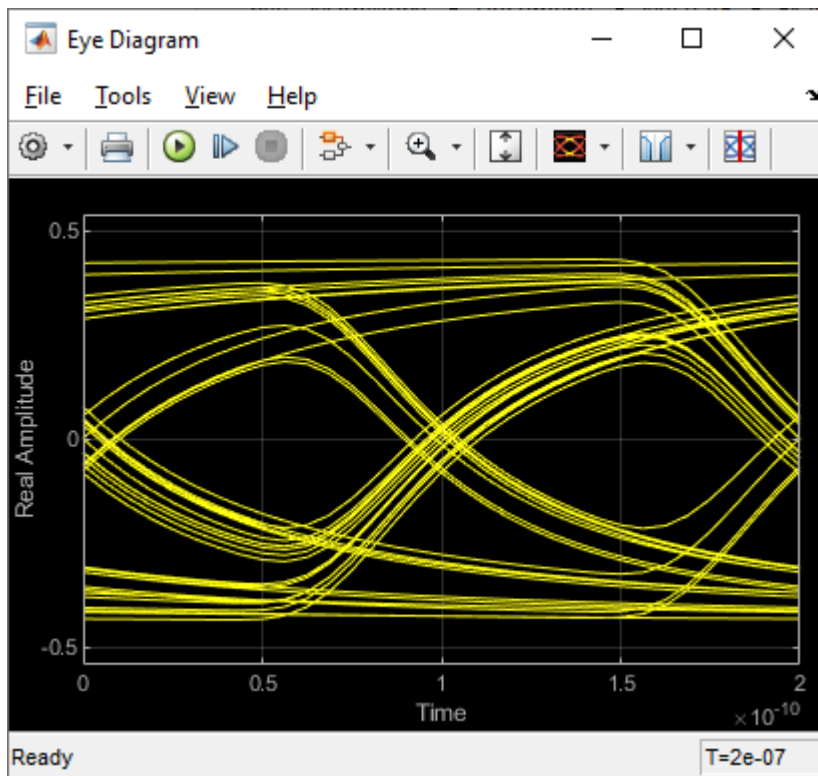 Eye Diagram
File Tools View Help
0.5
0
-0.5
Real Amplitude
0 0.5 1 1.5 2
Time
×10-10
Ready T=2e-07